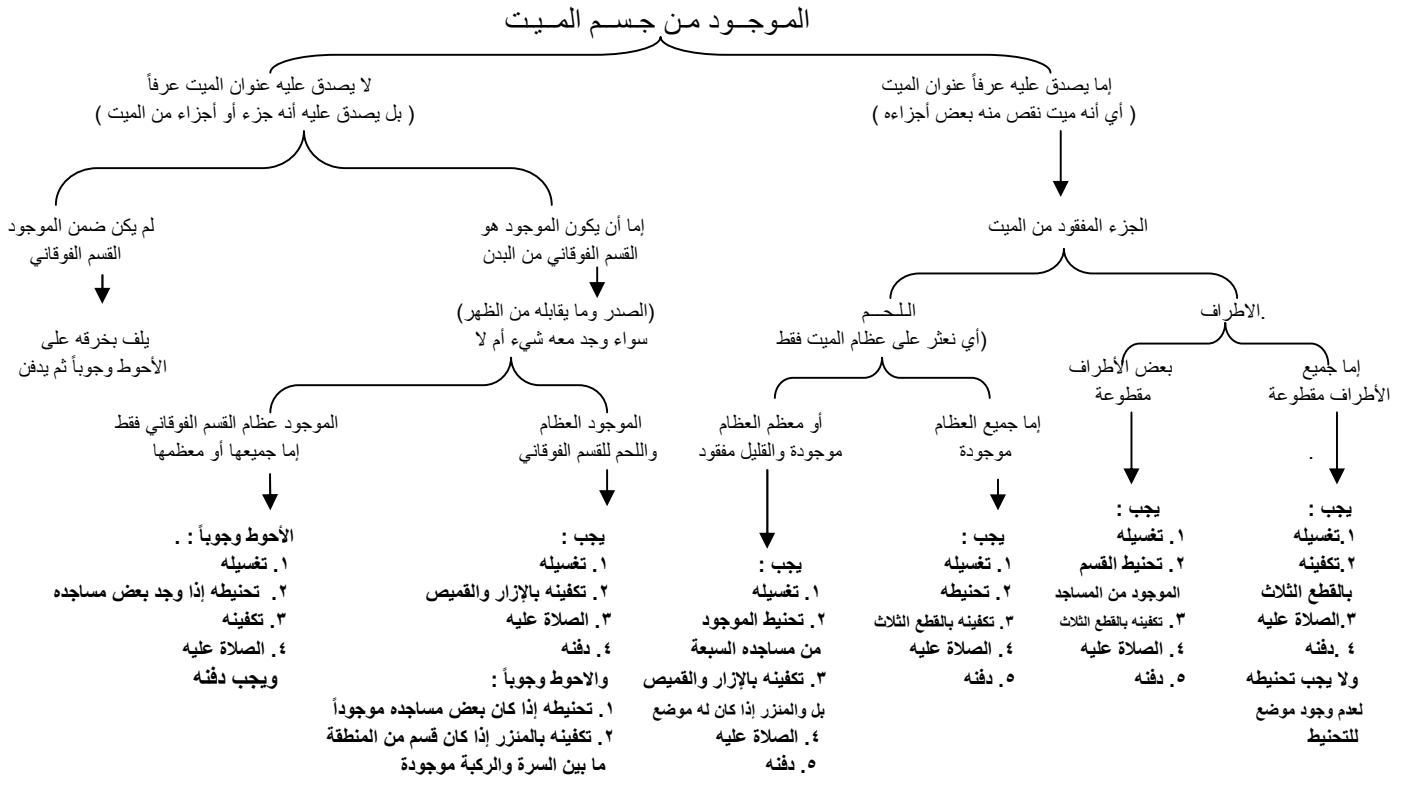 الموجود من جسم الميت
إما يصدق عليه عرفاً عنوان الميت
( أي أنه ميت نقص منه بعض أجزاءه )
لا يصدق عليه عنوان الميت عرفاً
( بل يصدق عليه أنه جزء أو أجزاء من الميت )
الجزء المفقود من الميت
إما أن يكون الموجود هو
القسم الفوقاني من البدن
لم يكن ضمن الموجود
القسم الفوقاني
الاطراف.
اللحم
(أي نعثر على عظام الميت فقط
(الصدر وما يقابله من الظهر)
سواء وجد معه شيء أم لا
يلف بخرقه على
الأحوط وجوباً ثم يدفن
إما جميع
الأطراف مقطوعة
.
بعض الأطراف
مقطوعة
إما جميع العظام
موجودة
أو معظم العظام
موجودة والقليل مفقود
الموجود العظام
واللحم للقسم الفوقاني
الموجود عظام القسم الفوقاني فقط
إما جميعها أو معظمها
يجب :
١.تغسيله
٢.تكفينه
بالقطع الثلاث
٣.الصلاة عليه
٤ .دفنه
ولا يجب تحنيطه
لعدم وجود موضع
للتحنيط
يجب :
١. تغسيله
٢. تحنيط القسم
الموجود من المساجد
٣. تكفينه بالقطع الثلاث
٤. الصلاة عليه
٥. دفنه
يجب :
١. تغسيله
٢. تحنيطه
٣. تكفينه بالقطع الثلاث
٤. الصلاة عليه
٥. دفنه
يجب :
١. تغسيله
٢. تحنيط الموجود
من مساجده السبعة
٣. تكفينه بالإزار والقميص
بل والمئزر إذا كان له موضع
٤. الصلاة عليه
٥. دفنه
يجب :
١. تغسيله
٢. تكفينه بالإزار والقميص
٣. الصلاة عليه
٤. دفنه
والاحوط وجوباً :
١. تحنيطه إذا كان بعض مساجده موجوداً
٢. تكفينه بالمئزر إذا كان قسم من المنطقة
ما بين السرة والركبة موجودة
الأحوط وجوباً : .
١. تغسيله
٢. تحنيطه إذا وجد بعض مساجده
٣. تكفينه
٤. الصلاة عليه
ويجب دفنه